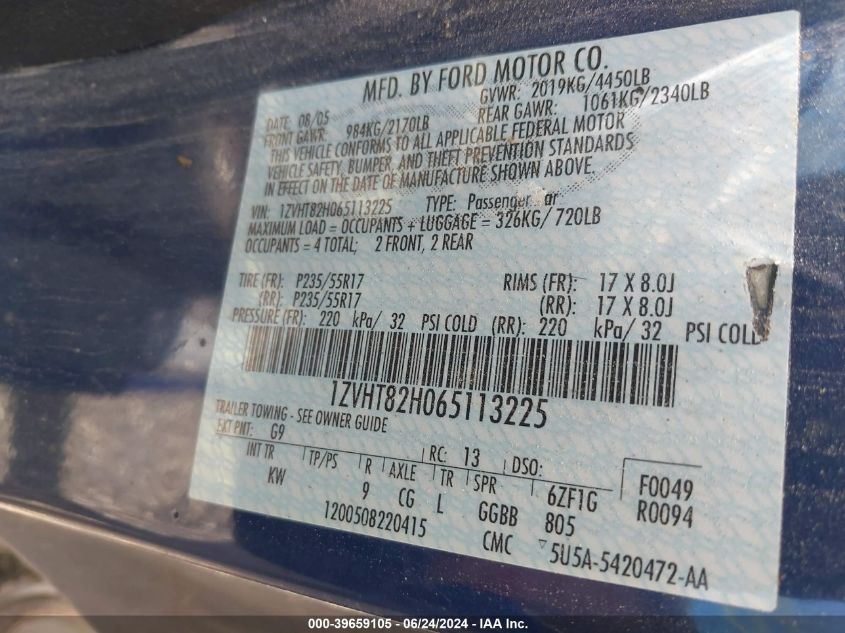 MFD. BY FORD MOTOR CO.
DATE: 08/05 GVWR: 2019KG/4450LB
FRONT GAWR: 984KG/2170LB REAR GAWR: 1061KG/2340LB
THIS VEHICLE CONFORMS TO ALL APPLICABLE FEDERAL MOTOR
VEHICLE SAFETY, BUMPER, AND THEFT PREVENTION STANDARDS
IN EFFECT ON THE DATE OF MANUFACTURE SHOWN ABOVE.
VIN: 1ZVHT82H065113225 TYPE: Passenger ar
MAXIMUM LOAD = OCCUPANTS + LUGGAGE = 326KG/720LB
OCCUPANTS = 4 TOTAL; 2 FRONT, 2 REAR
TIRE (FR): P235/55R17 RIMS (FR): 17 X 8.0J
(RR): P235/55R17 (RR): 17 X 8.0J
PRESSURE (FR): 220 kPa/ 32 PSI COLD (RR): 220 kPa/ 32 PSI COLD
1ZVHT82H065113225
TRAILER TOWING - SEE OWNER GUIDE
EXT PNT: G9 RC: 13 DSO:
INT TR TP/PS R AXLE TR SPR 6ZF1G F0049
KW 9 CG L GGBB 805 R0094
1200508220415 CMC 5U5A-5420472-AA
000-39659105 - 06/24/2024 - IAA Inc.